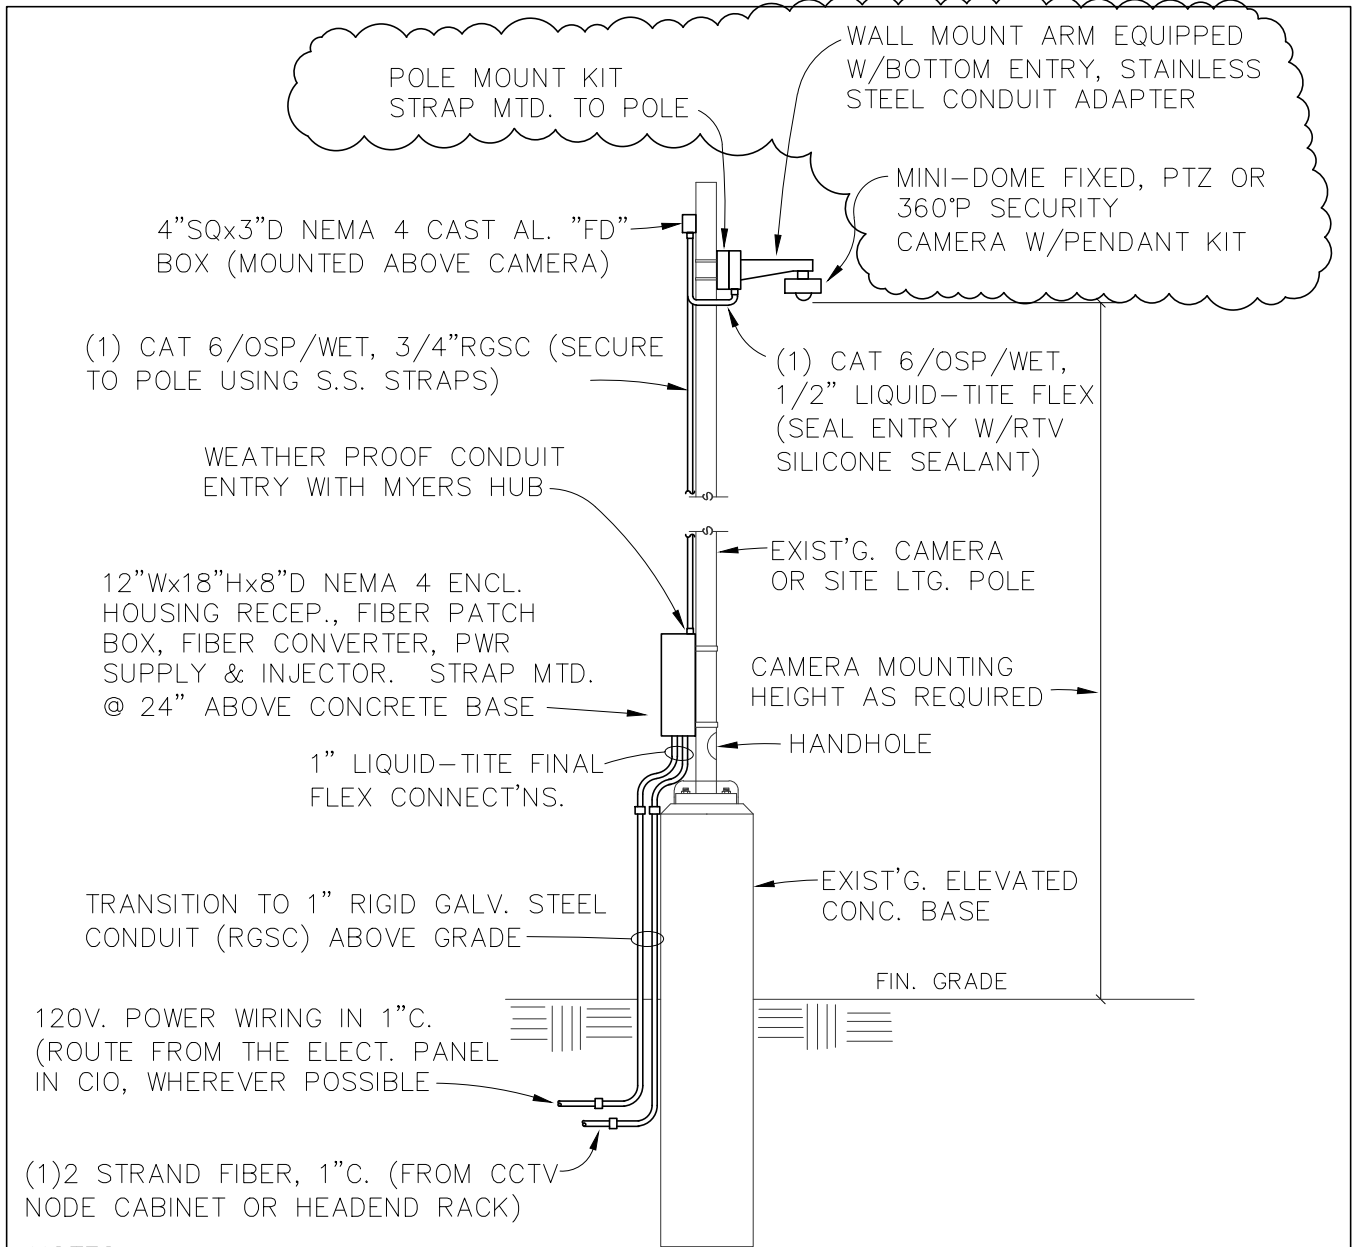 WALL MOUNT ARM EQUIPPED
W/BOTTOM ENTRY, STAINLESS
STEEL CONDUIT ADAPTER
POLE MOUNT KIT
STRAP MTD. TO POLE
MINI-DOME FIXED, PTZ OR
360°P SECURITY
CAMERA W/PENDANT KIT
4"SQx3"D NEMA 4 CAST AL. "FD"
BOX (MOUNTED ABOVE CAMERA)
(1) CAT 6/OSP/WET, 3/4"RGSC (SECURE
TO POLE USING S.S. STRAPS)
(1) CAT 6/OSP/WET,
1/2" LIQUID-TITE FLEX
(SEAL ENTRY W/RTV
SILICONE SEALANT)
WEATHER PROOF CONDUIT
ENTRY WITH MYERS HUB
EXIST'G. CAMERA
OR SITE LTG. POLE
12"Wx18"Hx8"D NEMA 4 ENCL.
HOUSING RECEP., FIBER PATCH
BOX, FIBER CONVERTER, PWR
SUPPLY & INJECTOR. STRAP MTD.
@ 24" ABOVE CONCRETE BASE
CAMERA MOUNTING
HEIGHT AS REQUIRED
HANDHOLE
1" LIQUID-TITE FINAL
FLEX CONNECT'NS.
EXIST'G. ELEVATED
CONC. BASE
TRANSITION TO 1" RIGID GALV. STEEL
CONDUIT (RGSC) ABOVE GRADE
FIN. GRADE
120V. POWER WIRING IN 1"C.
(ROUTE FROM THE ELECT. PANEL
IN CIO, WHEREVER POSSIBLE
(1)2 STRAND FIBER, 1"C. (FROM CCTV
NODE CABINET OR HEADEND RACK)